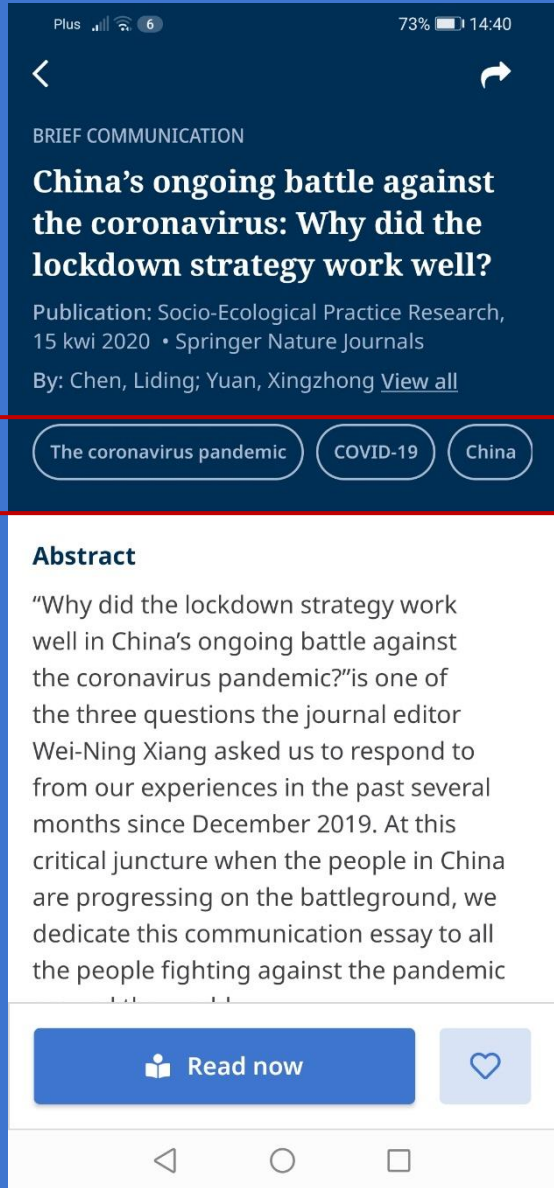 Plus 6 73% 14:40
BRIEF COMMUNICATION
China’s ongoing battle against
the coronavirus: Why did the
lockdown strategy work well?
Publication: Socio-Ecological Practice Research,
15 kwi 2020 • Springer Nature Journals
By: Chen, Liding; Yuan, Xingzhong View all
The coronavirus pandemic COVID-19 China
Abstract
“Why did the lockdown strategy work
well in China’s ongoing battle against
the coronavirus pandemic?”is one of
the three questions the journal editor
Wei-Ning Xiang asked us to respond to
from our experiences in the past several
months since December 2019. At this
critical juncture when the people in China
are progressing on the battleground, we
dedicate this communication essay to all
the people fighting against the pandemic
Read now